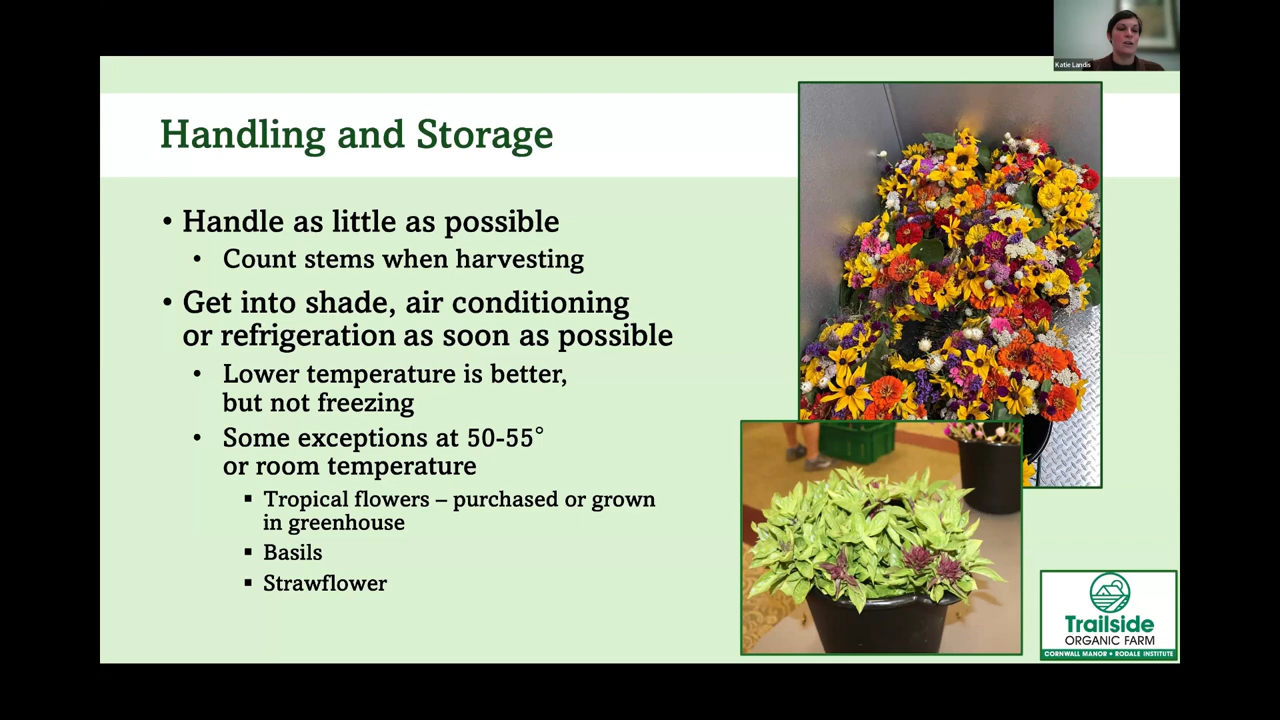 Katie Landis
Handling and Storage
• Handle as little as possible
• Count stems when harvesting
• Get into shade, air conditioning
or refrigeration as soon as possible
• Lower temperature is better,
but not freezing
• Some exceptions at 50-55°
or room temperature
▪ Tropical flowers – purchased or grown
in greenhouse
▪ Basils
▪ Strawflower
Trailside
ORGANIC FARM
CORNWALL MANOR • RODALE INSTITUTE